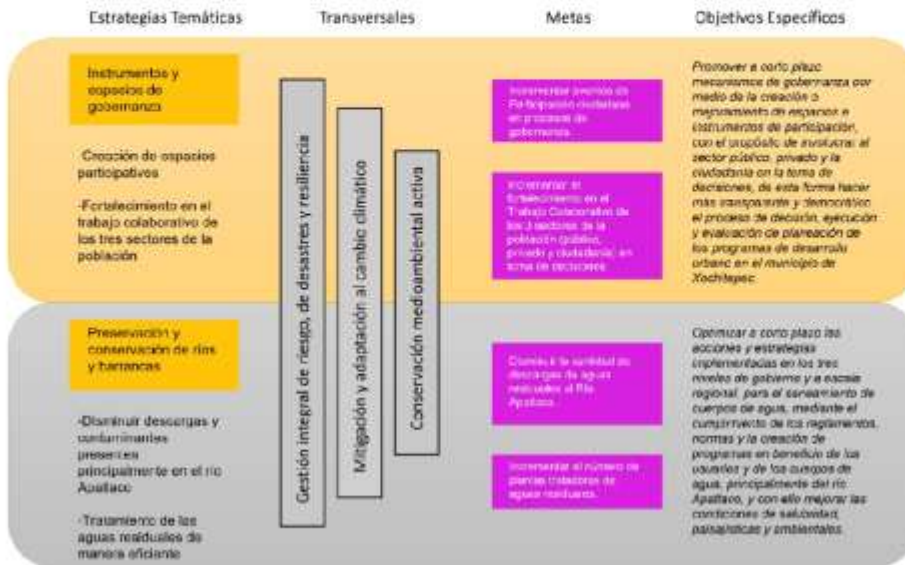 Estrategias Temáticas
Transversales
Metas
Objetivos Específicos
Instrumentos y
espacios de
gobernanza
-Creación de espacios
participativos
-Fortalecimiento en el
trabajo colaborativo de
los tres sectores de la
población
Preservación y
conservación de ríos
y barrancas
-Disminuir descargas y
contaminantes
presentes
principalmente en el río
Apatlaco
-Tratamiento de las
aguas residuales de
manera eficiente
Gestión integral de riesgo, de desastres y resiliencia
Mitigación y adaptación al cambio climático
Conservación medioambiental activa
Incrementar eventos de
Participación ciudadana
en procesos de
gobernanza
Incrementar el
fortalecimiento en el
Trabajo Colaborativo de
los 3 sectores de la
población (público,
privado y ciudadanía) en
toma de decisiones
Disminuir la cantidad de
descargas de aguas
residuales al Río
Apatlaco
Incrementar el número de
plantas tratadoras de
aguas residuales.
Promover a corto plazo
mecanismos de gobernanza por
medio de la creación o
mejoramiento de espacios e
instrumentos de participación,
con el propósito de involucrar al
sector público, privado y la
ciudadanía en la toma de
decisiones, de esta forma hacer
más transparente y democrático
el proceso de decisión, ejecución
y evaluación de planeación de
los programas de desarrollo
urbano en el municipio de
Xochitepec.
Optimizar a corto plazo las
acciones y estrategias
implementadas en los tres
niveles de gobierno y a escala
regional, para el saneamiento de
cuerpos de agua, mediante el
cumplimiento de los reglamentos,
normas y la creación de
programas en beneficio de los
usuarios y de los cuerpos de
agua, principalmente del río
Apatlaco, y con ello mejorar las
condiciones de salubridad,
paisajísticas y ambientales.